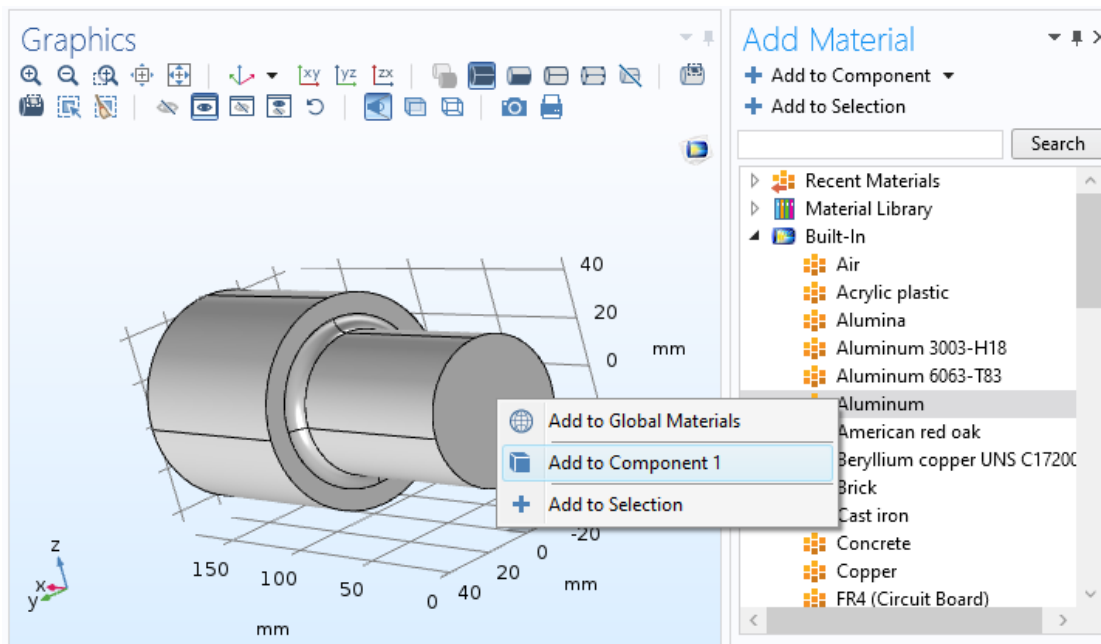 Graphics
xy yz zx
40
20
0
mm
-20
0
20
40
mm
150
100
50
0
mm
z
x
y
Add Material
Add to Component
Add to Selection
Search
Recent Materials
Material Library
Built-In
Air
Acrylic plastic
Alumina
Aluminum 3003-H18
Aluminum 6063-T83
Aluminum
American red oak
Beryllium copper UNS C17200
Brick
Cast iron
Concrete
Copper
FR4 (Circuit Board)
Add to Global Materials
Add to Component 1
Add to Selection